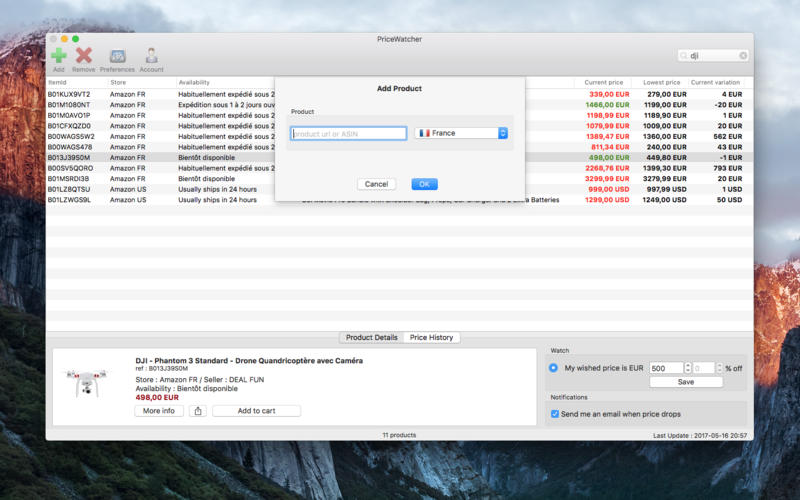 PriceWatcher
Add Remove Preferences Account
dji
ItemId Store Availability Current price Lowest price Current variation
B01KUX9VT2 Amazon FR Habituellement expédié sous 2 339,00 EUR 279,00 EUR 4 EUR
B01M1080NT Amazon FR Expédition sous 1 à 2 jours ouv 1466,00 EUR 1199,00 EUR -20 EUR
B01M0AVO1P Amazon FR Habituellement expédié sous 2 1198,99 EUR 1189,90 EUR 1 EUR
B01CFXQZD0 Amazon FR Habituellement expédié sous 2 1079,99 EUR 1009,00 EUR 20 EUR
B00WAGS5W2 Amazon FR Habituellement expédié sous 2 1389,47 EUR 1360,00 EUR 562 EUR
B00WAGS478 Amazon FR Habituellement expédié sous 2 811,34 EUR 240,00 EUR 43 EUR
B013J39S0M Amazon FR Bientôt disponible 498,00 EUR 449,80 EUR -1 EUR
B00SV5QORO Amazon FR Habituellement expédié sous 2 2268,76 EUR 1399,30 EUR 793 EUR
B01MSRDI3B Amazon FR Bientôt disponible 3299,99 EUR 3279,99 EUR 20 EUR
B01LZ8QTSU Amazon US Usually ships in 24 hours 999,00 USD 997,99 USD 1 USD
B01LZWGS9L Amazon US Usually ships in 24 hours Extra Batteries 1299,00 USD 1249,00 USD 50 USD
Add Product
Product
product url or ASIN France
Cancel OK
Product Details Price History
DJI - Phantom 3 Standard - Drone Quandricoptère avec Caméra
ref : B013J39S0M
Store : Amazon FR / Seller : DEAL FUN
Availability : Bientôt disponible
498,00 EUR
More info Add to cart
Watch
My wished price is EUR 500 0 % off
Save
Notifications
Send me an email when price drops
11 products
Last Update : 2017-05-16 20:57